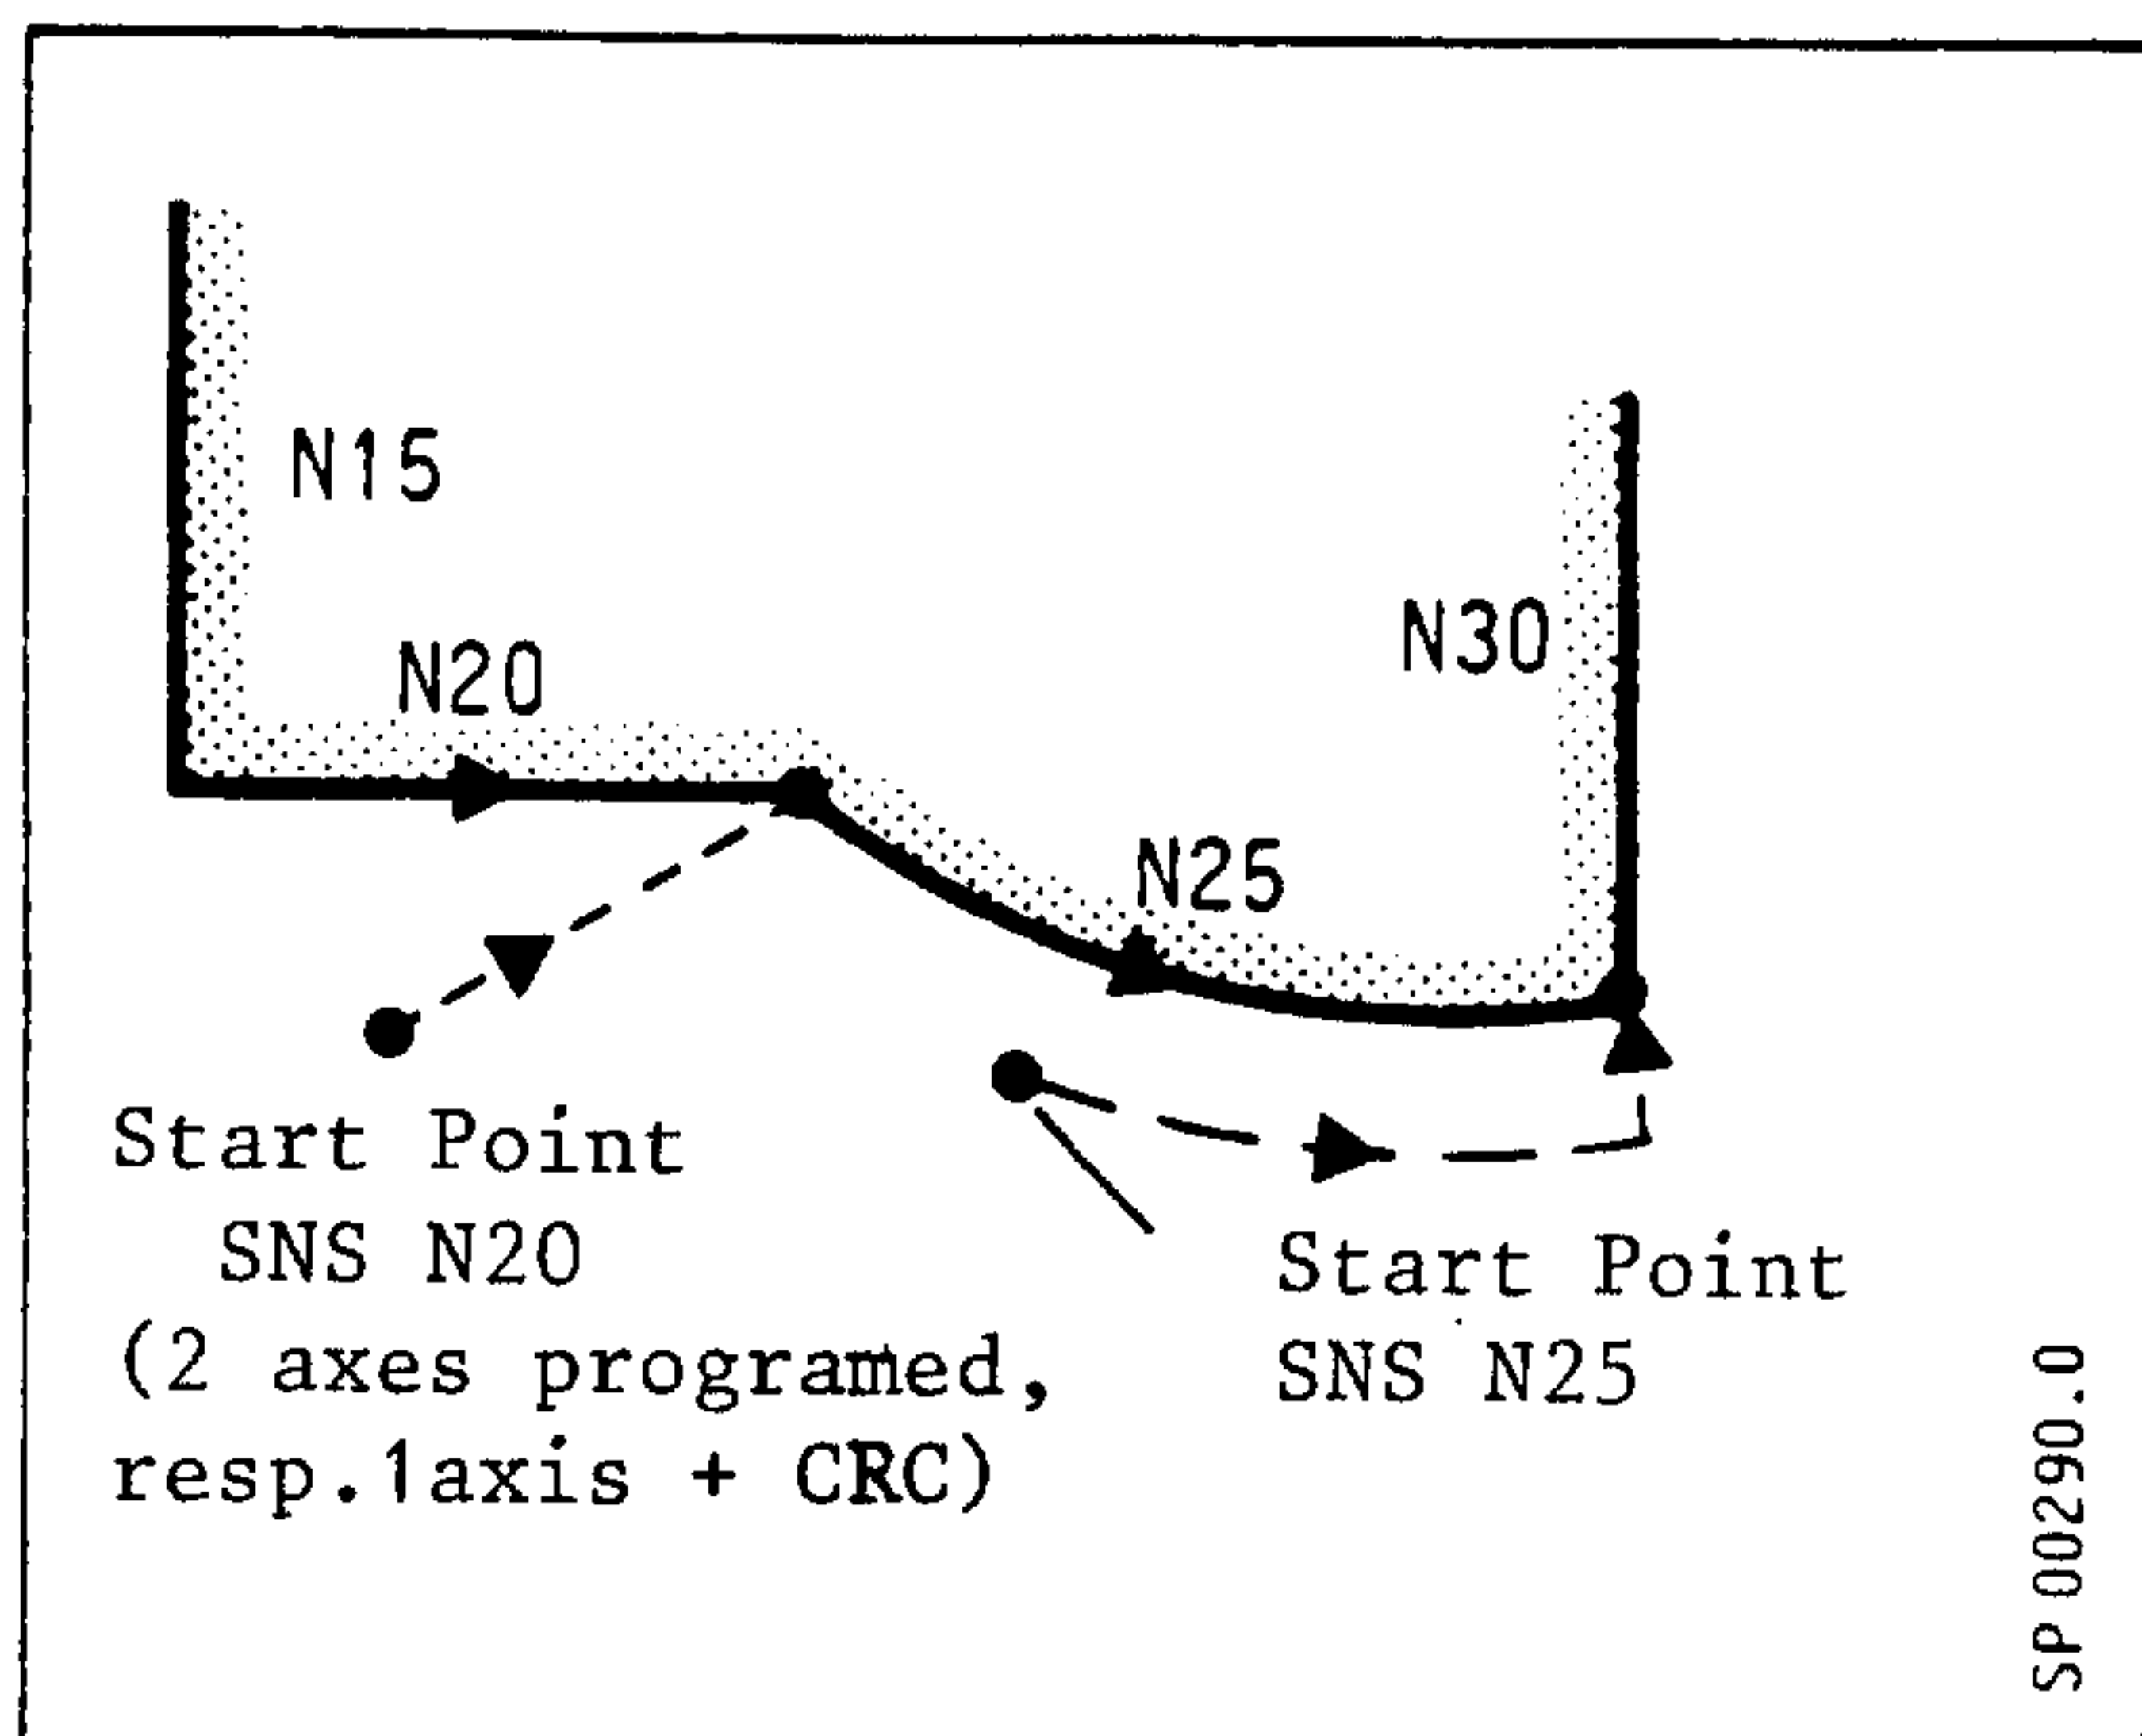 N15
N20
N30
N25
Start Point
SNS N20
(2 axes programed,
resp.1axis + CRC)
Start Point
SNS N25
SP 00290.0